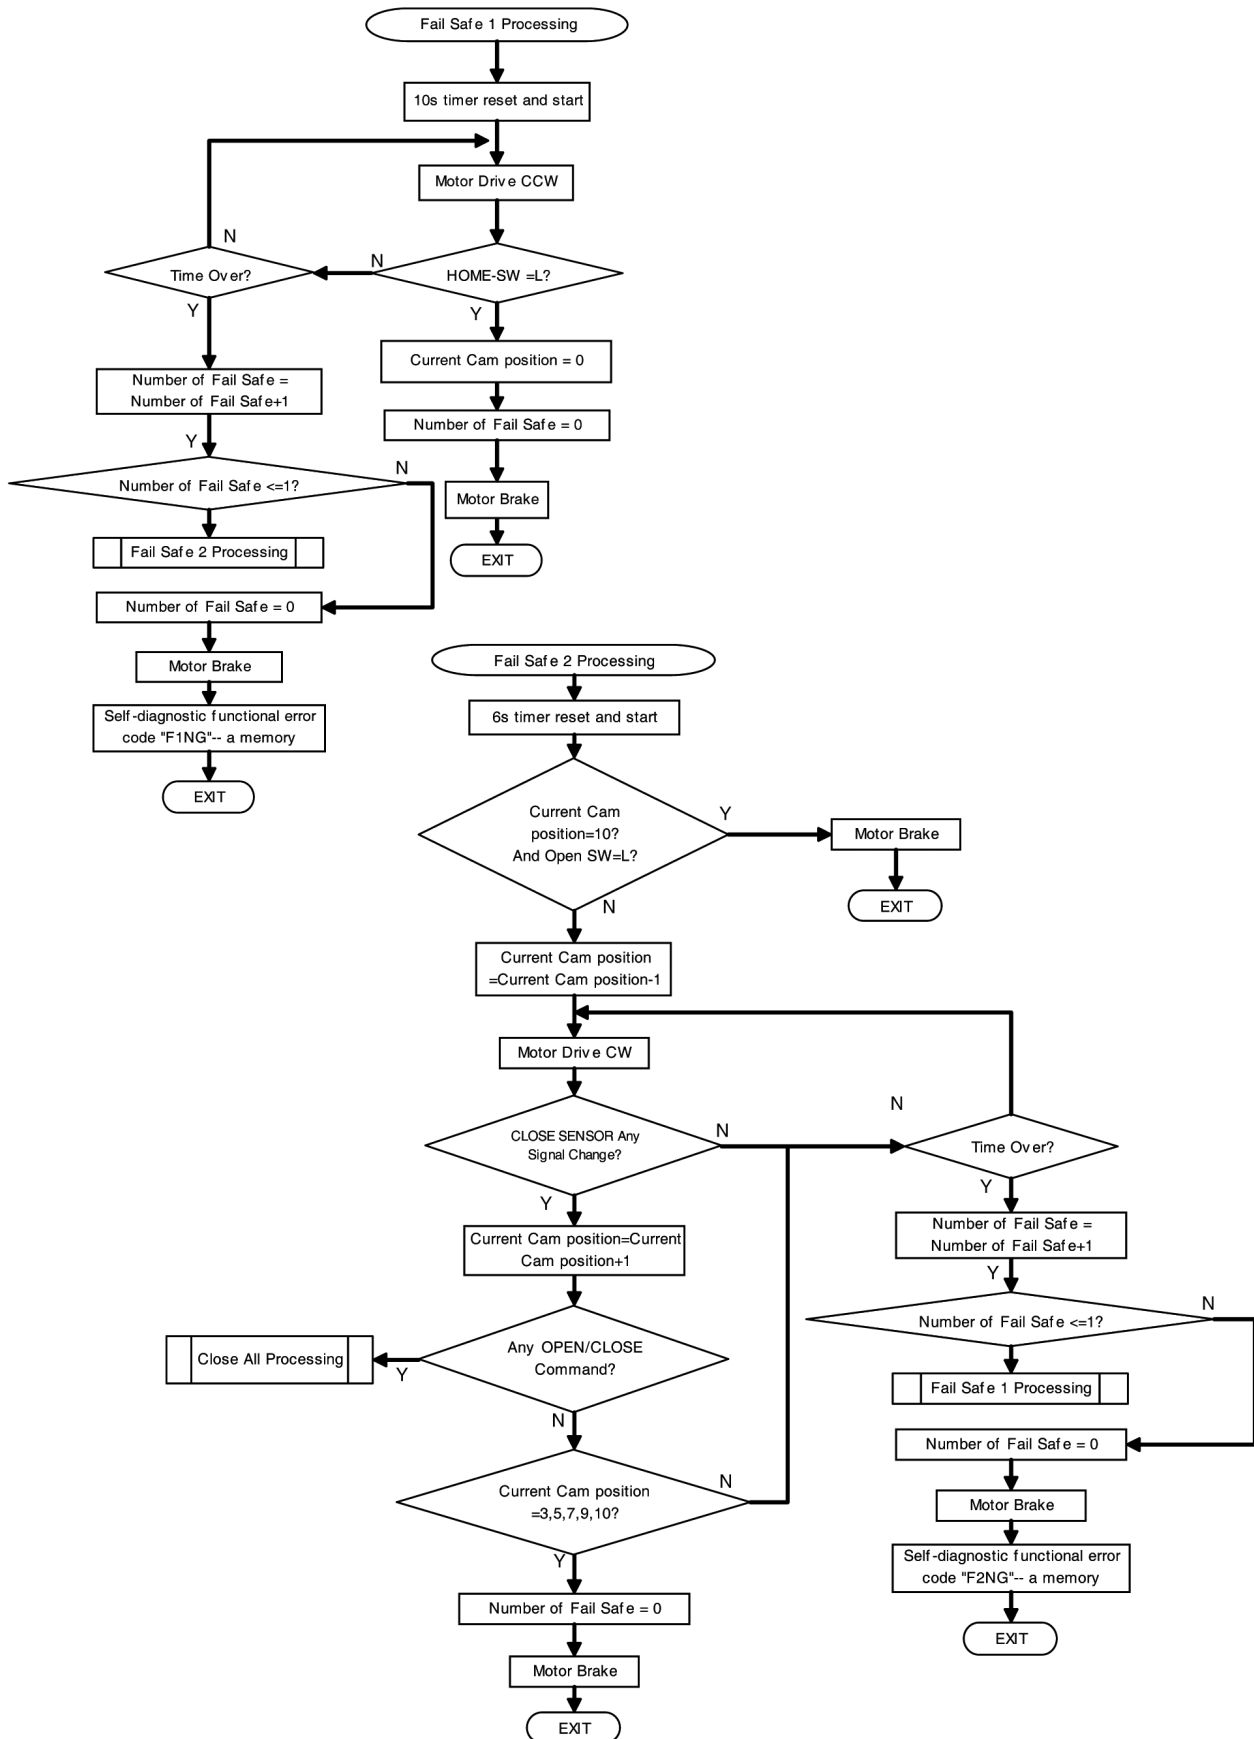 Fail Safe 1 Processing
10s timer reset and start
Motor Drive CCW
N
Time Over?
N
HOME-SW =L?
Y
Y
Current Cam position = 0
Number of Fail Safe =
Number of Fail Safe+1
Number of Fail Safe = 0
Y
N
Number of Fail Safe <=1?
Motor Brake
Fail Safe 2 Processing
EXIT
Number of Fail Safe = 0
Motor Brake
Self-diagnostic functional error
code "F1NG"-- a memory
EXIT
Fail Safe 2 Processing
6s timer reset and start
Current Cam
position=10?
And Open SW=L?
Y
Motor Brake
EXIT
N
Current Cam position
=Current Cam position-1
Motor Drive CW
N
CLOSE SENSOR Any
Signal Change?
N
Time Over?
Y
Y
Current Cam position=Current
Cam position+1
Number of Fail Safe =
Number of Fail Safe+1
Y
N
Number of Fail Safe <=1?
Any OPEN/CLOSE
Command?
Close All Processing
Y
Fail Safe 1 Processing
N
Number of Fail Safe = 0
Current Cam position
=3,5,7,9,10?
N
Motor Brake
Self-diagnostic functional error
code "F2NG"-- a memory
Y
Number of Fail Safe = 0
EXIT
Motor Brake
EXIT